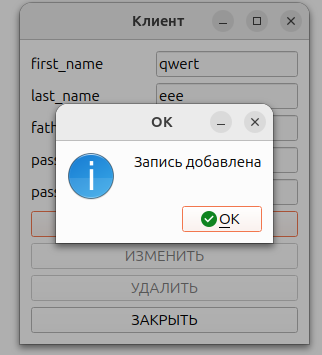 Клиент
first_name
qwert
last_name
eee
OK
Запись добавлена
OK
ИЗМЕНИТЬ
УДАЛИТЬ
ЗАКРЫТЬ